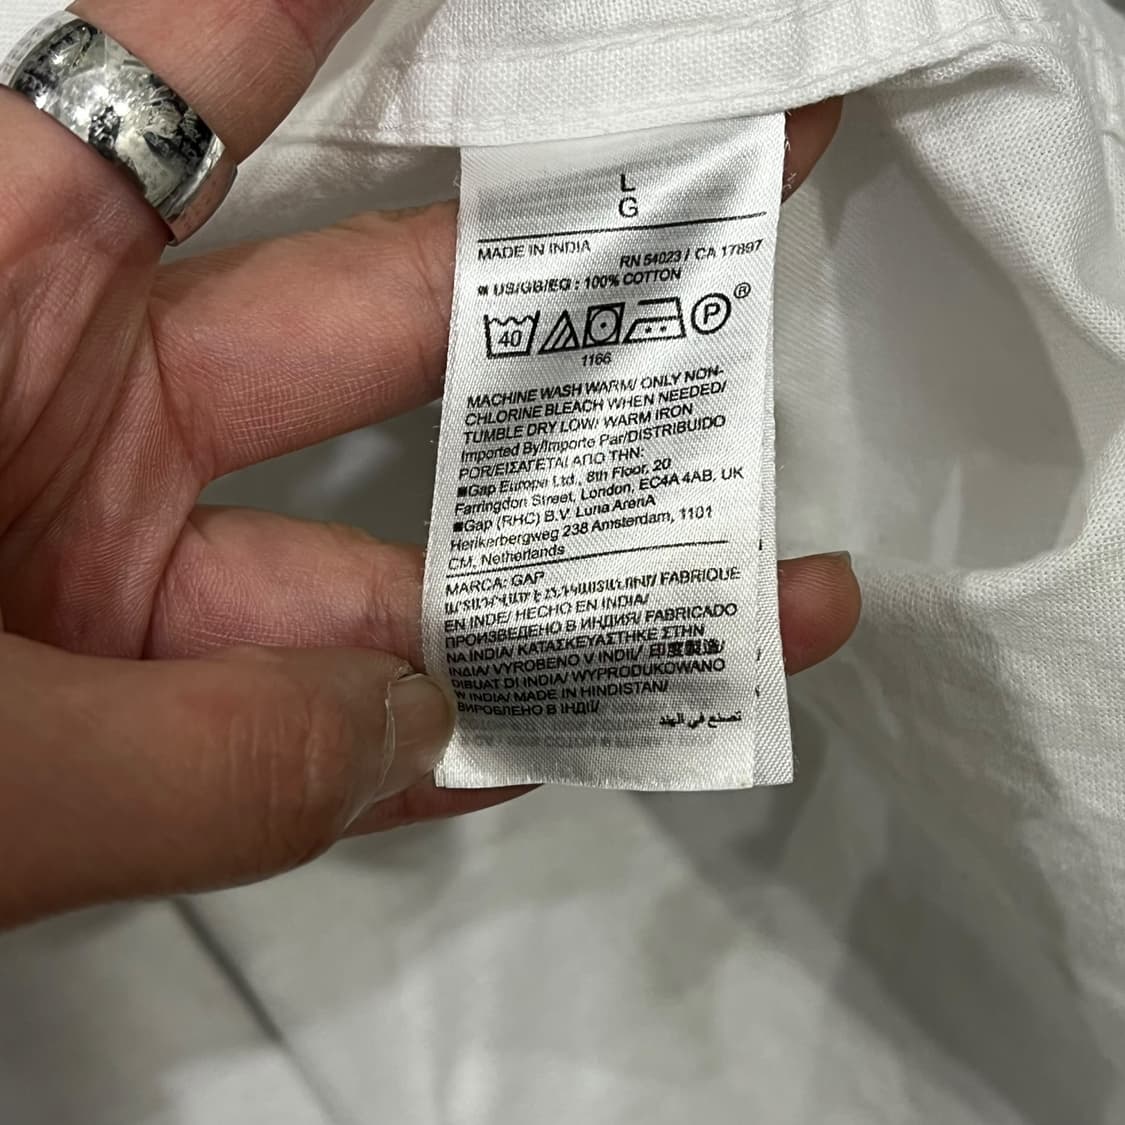 L
G
MADE IN INDIA
RN 54023 / CA 17897
US/GB/EG : 100% COTTON
40
P ®
1166
MACHINE WASH WARM/ ONLY NON-
CHLORINE BLEACH WHEN NEEDED/
TUMBLE DRY LOW/ WARM IRON
Imported By/Importe Par/DISTRIBUIDO
POR/ΕΙΣΑΓΕΤΑΙ ΑΠΟ ΤΗΝ:
■Gap Europe Ltd., 8th Floor, 20
Farringdon Street, London, EC4A 4AB, UK
■Gap (RHC) B.V. Luna ArenA
Herikerbergweg 238 Amsterdam, 1101
CM, Netherlands
MARCA: GAP
FABRIQUE
EN INDE/ HECHO EN INDIA/
ПРОИЗВЕДЕНО В ИНДИЯ/ FABRICADO
NA ÍNDIA/ ΚΑΤΑΣΚΕΥΑΣΤΗΚΕ ΣΤΗΝ
ΙΝΔΙΑ/ VYROBENO V INDII/ 印度製造/
DIBUAT DI INDIA/ WYPRODUKOWANO
W INDIA/ MADE IN HINDISTAN/
ВИРОБЛЕНО В ІНДІЇ/
تصنع في الهند